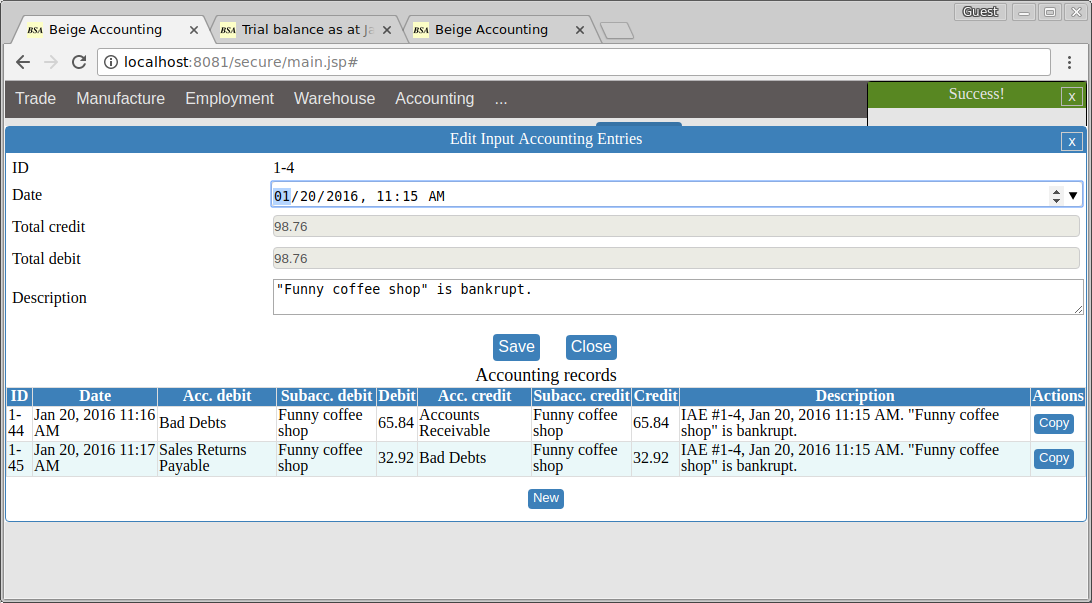 Guest
BSA Beige Accounting
BSA Trial balance as at Ja
BSA Beige Accounting
localhost:8081/secure/main.jsp#
Trade Manufacture Employment Warehouse Accounting ...
Success! x
Edit Input Accounting Entries x
ID 1-4
Date 01/20/2016, 11:15 AM
Total credit 98.76
Total debit 98.76
Description "Funny coffee shop" is bankrupt.
Save Close
Accounting records
ID Date Acc. debit Subacc. debit Debit Acc. credit Subacc. credit Credit Description Actions
1-44 Jan 20, 2016 11:16 AM Bad Debts Funny coffee shop 65.84 Accounts Receivable Funny coffee shop 65.84 IAE #1-4, Jan 20, 2016 11:15 AM. "Funny coffee shop" is bankrupt. Copy
1-45 Jan 20, 2016 11:17 AM Sales Returns Payable Funny coffee shop 32.92 Bad Debts Funny coffee shop 32.92 IAE #1-4, Jan 20, 2016 11:15 AM. "Funny coffee shop" is bankrupt. Copy
New